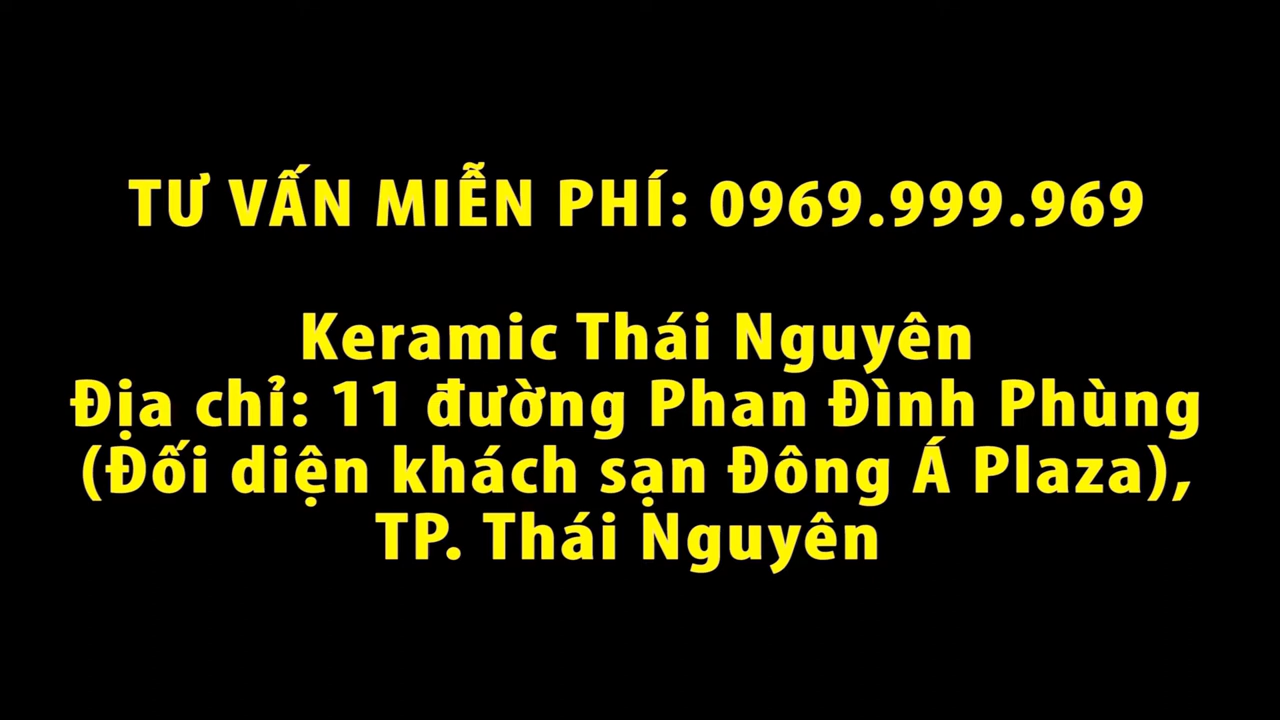 TƯ VẤN MIỄN PHÍ: 0969.999.969
Keramic Thái Nguyên
Địa chỉ: 11 đường Phan Đình Phùng
(Đối diện khách sạn Đông Á Plaza),
TP. Thái Nguyên